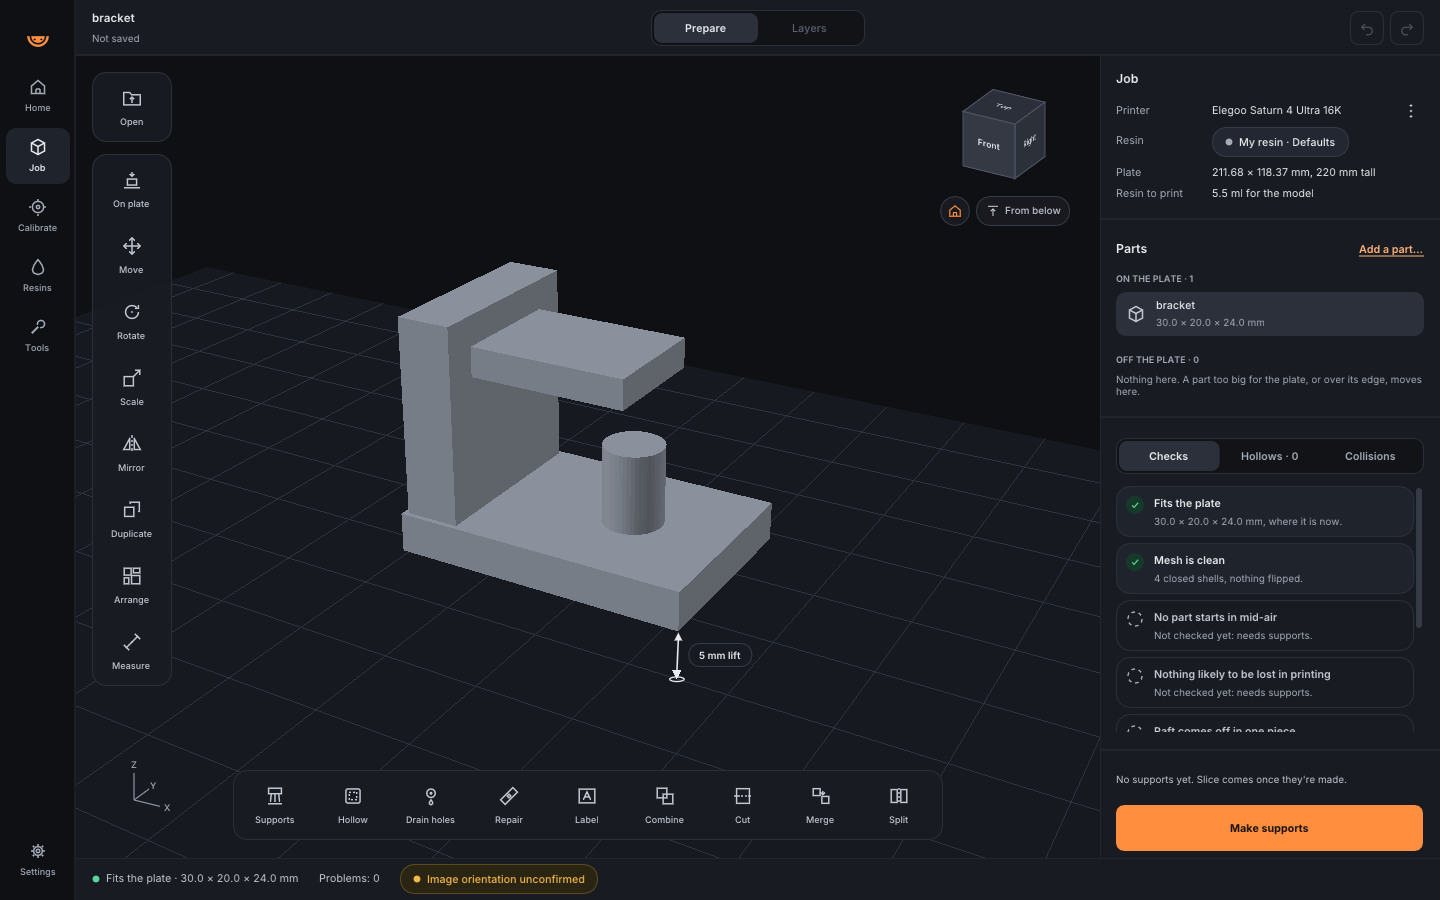 bracket
Not saved
Prepare
Layers
Home
Job
Calibrate
Resins
Tools
Settings
Open
On plate
Move
Rotate
Scale
Mirror
Duplicate
Arrange
Measure
Top
Front
Right
From below
5 mm lift
Z
Y
X
Supports
Hollow
Drain holes
Repair
Label
Combine
Cut
Merge
Split
Job
Printer
Elegoo Saturn 4 Ultra 16K
Resin
My resin · Defaults
Plate
211.68 × 118.37 mm, 220 mm tall
Resin to print
5.5 ml for the model
Parts
Add a part...
ON THE PLATE · 1
bracket
30.0 × 20.0 × 24.0 mm
OFF THE PLATE · 0
Nothing here. A part too big for the plate, or over its edge, moves
here.
Checks
Hollows · 0
Collisions
Fits the plate
30.0 × 20.0 × 24.0 mm, where it is now.
Mesh is clean
4 closed shells, nothing flipped.
No part starts in mid-air
Not checked yet: needs supports.
Nothing likely to be lost in printing
Not checked yet: needs supports.
Raft comes off in one piece
No supports yet. Slice comes once they're made.
Make supports
Fits the plate · 30.0 × 20.0 × 24.0 mm
Problems: 0
Image orientation unconfirmed